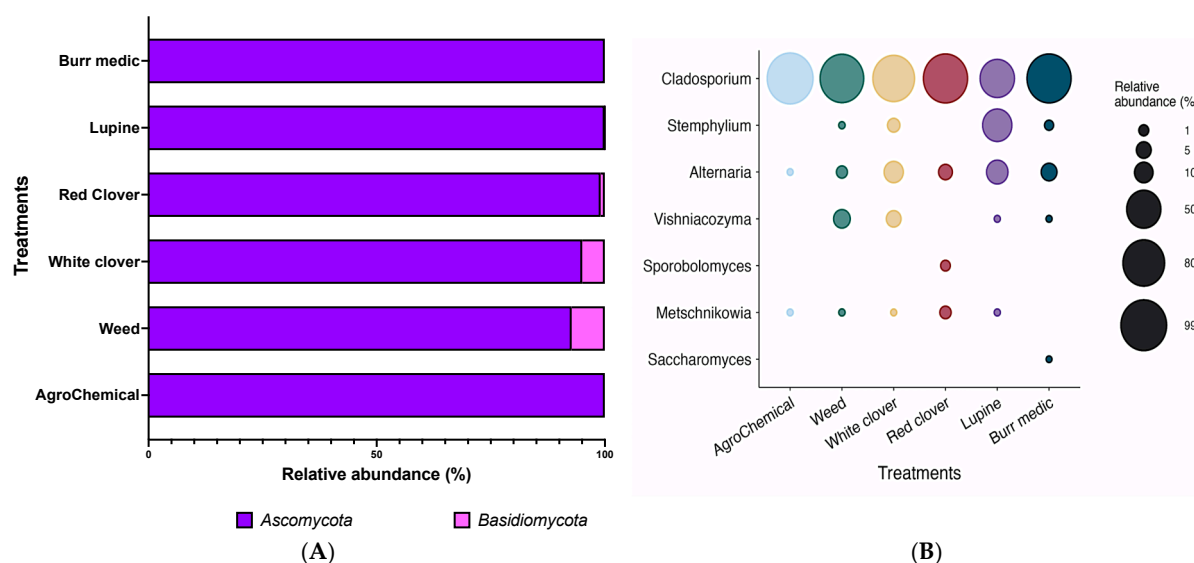 Burr medic
Lupine
Red Clover
White clover
Weed
AgroChemical
Treatments
0
50
100
Relative abundance (%)
Ascomycota
Basidiomycota
(A)
Cladosporium
Stemphylium
Alternaria
Vishniacozyma
Sporobolomyces
Metschnikowia
Saccharomyces
AgroChemical
Weed
White clover
Red clover
Lupine
Burr medic
Treatments
Relative
abundance (%
1
5
10
50
80
99
(B)